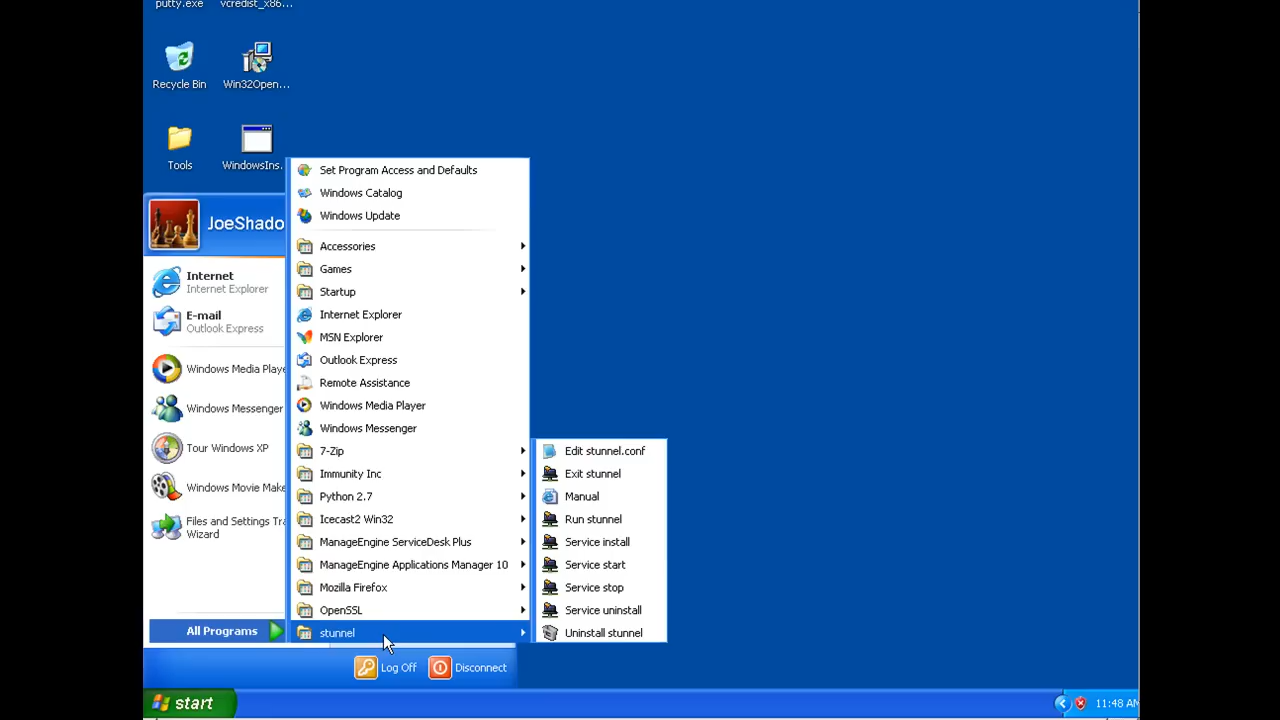 putty.exe
vcredist_x86...
Recycle Bin
Win32Open...
Tools
WindowsIns.
JoeShado
Internet
Internet Explorer
E-mail
Outlook Express
Windows Media Playe
Windows Messenger
Tour Windows XP
Windows Movie Make
Files and Settings Tra
Wizard
All Programs
Set Program Access and Defaults
Windows Catalog
Windows Update
Accessories
Games
Startup
Internet Explorer
MSN Explorer
Outlook Express
Remote Assistance
Windows Media Player
Windows Messenger
7-Zip
Immunity Inc
Python 2.7
Icecast2 Win32
ManageEngine ServiceDesk Plus
ManageEngine Applications Manager 10
Mozilla Firefox
OpenSSL
stunnel
Edit stunnel.conf
Exit stunnel
Manual
Run stunnel
Service install
Service start
Service stop
Service uninstall
Uninstall stunnel
Log Off
Disconnect
start
11:48 AM